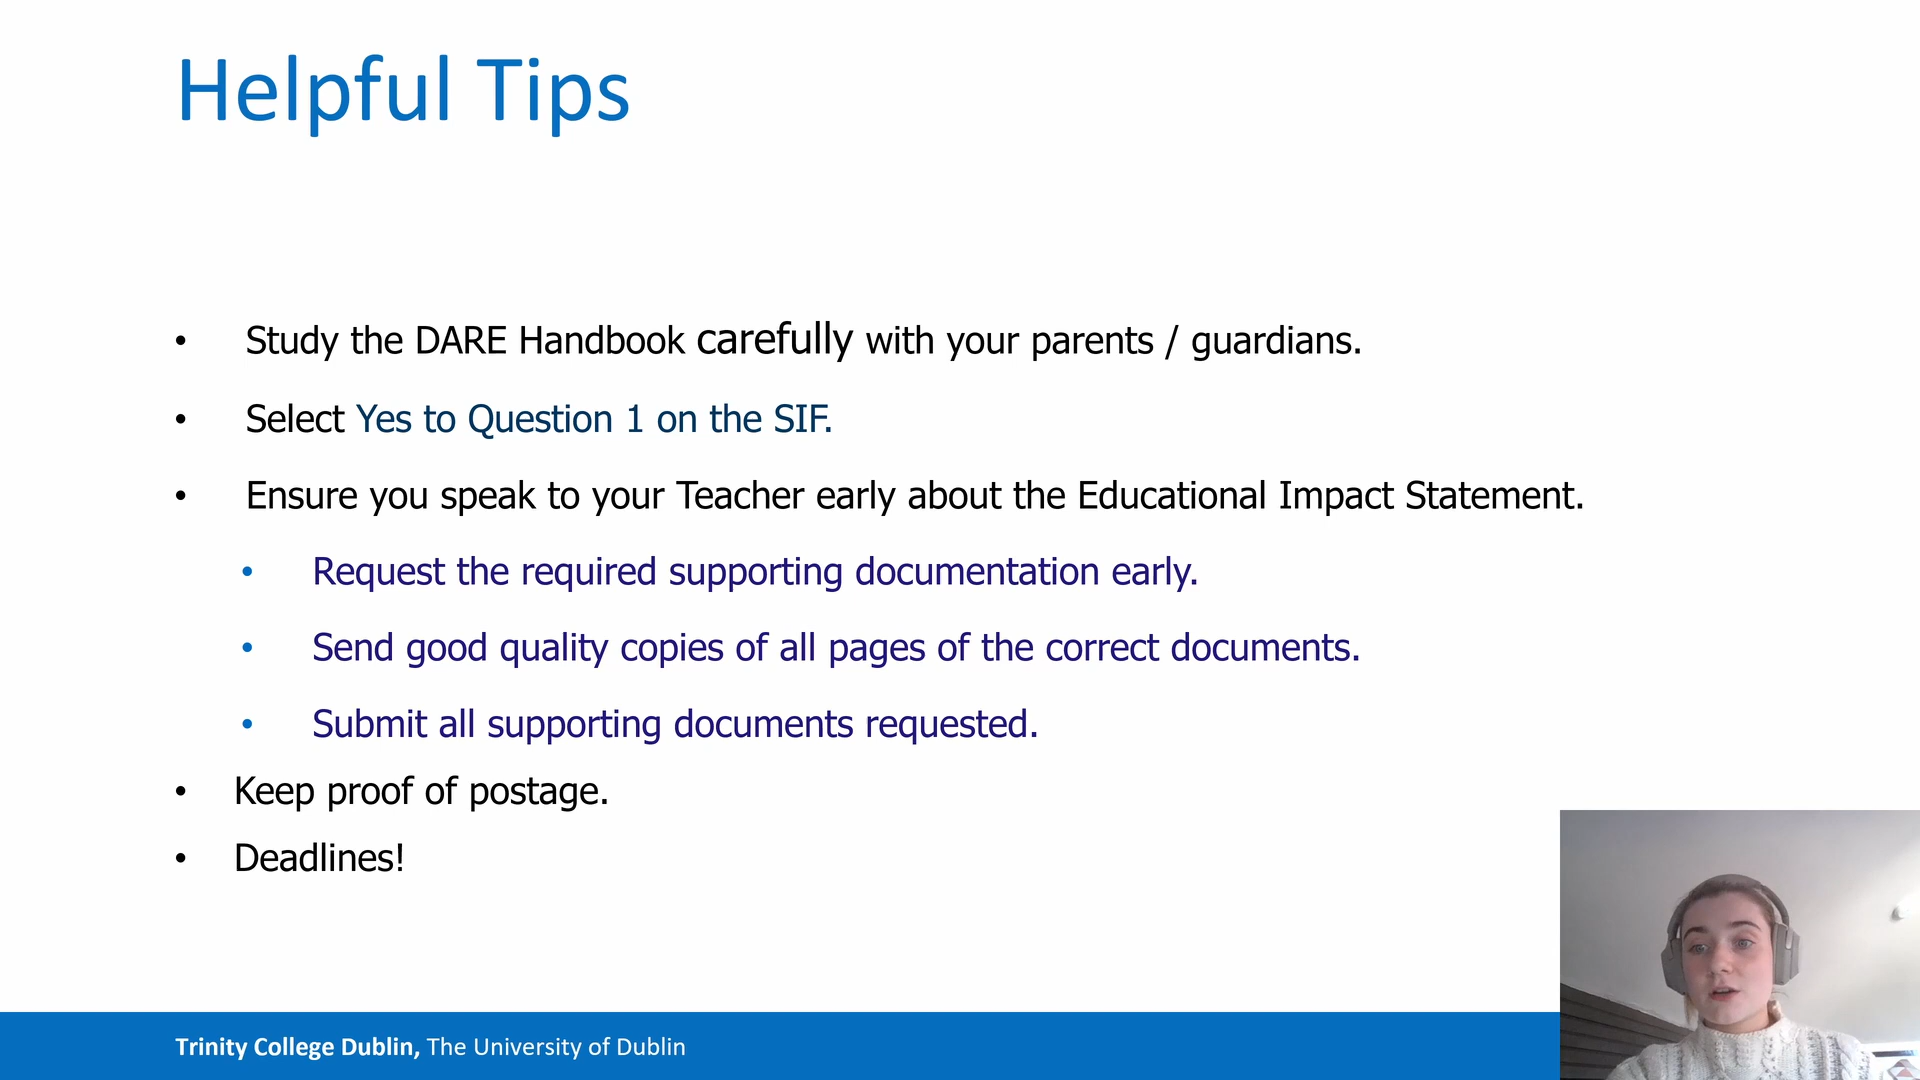 Helpful Tips
• Study the DARE Handbook carefully with your parents / guardians.
• Select Yes to Question 1 on the SIF.
• Ensure you speak to your Teacher early about the Educational Impact Statement.
• Request the required supporting documentation early.
• Send good quality copies of all pages of the correct documents.
• Submit all supporting documents requested.
• Keep proof of postage.
• Deadlines!
Trinity College Dublin, The University of Dublin